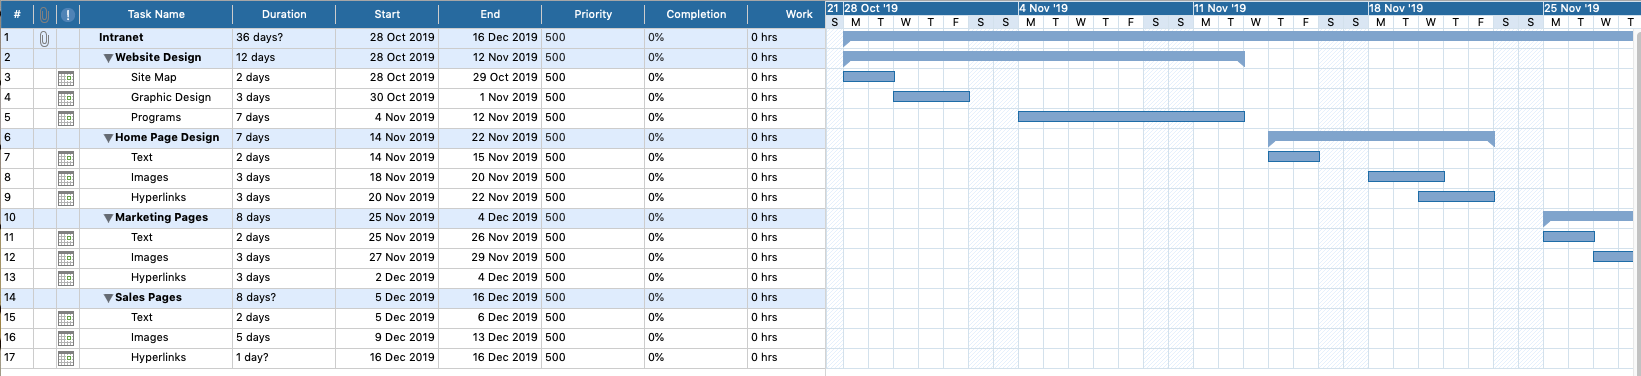 # ! Task Name Duration Start End Priority Completion Work 21 28 Oct '19 4 Nov '19 11 Nov '19 18 Nov '19 25 Nov '19
S M T W T F S S M T W T F S S M T W T F S S M T W T F S S M T W T
1 Intranet 36 days? 28 Oct 2019 16 Dec 2019 500 0% 0 hrs
2 Website Design 12 days 28 Oct 2019 12 Nov 2019 500 0% 0 hrs
3 Site Map 2 days 28 Oct 2019 29 Oct 2019 500 0% 0 hrs
4 Graphic Design 3 days 30 Oct 2019 1 Nov 2019 500 0% 0 hrs
5 Programs 7 days 4 Nov 2019 12 Nov 2019 500 0% 0 hrs
6 Home Page Design 7 days 14 Nov 2019 22 Nov 2019 500 0% 0 hrs
7 Text 2 days 14 Nov 2019 15 Nov 2019 500 0% 0 hrs
8 Images 3 days 18 Nov 2019 20 Nov 2019 500 0% 0 hrs
9 Hyperlinks 3 days 20 Nov 2019 22 Nov 2019 500 0% 0 hrs
10 Marketing Pages 8 days 25 Nov 2019 4 Dec 2019 500 0% 0 hrs
11 Text 2 days 25 Nov 2019 26 Nov 2019 500 0% 0 hrs
12 Images 3 days 27 Nov 2019 29 Nov 2019 500 0% 0 hrs
13 Hyperlinks 3 days 2 Dec 2019 4 Dec 2019 500 0% 0 hrs
14 Sales Pages 8 days? 5 Dec 2019 16 Dec 2019 500 0% 0 hrs
15 Text 2 days 5 Dec 2019 6 Dec 2019 500 0% 0 hrs
16 Images 5 days 9 Dec 2019 13 Dec 2019 500 0% 0 hrs
17 Hyperlinks 1 day? 16 Dec 2019 16 Dec 2019 500 0% 0 hrs